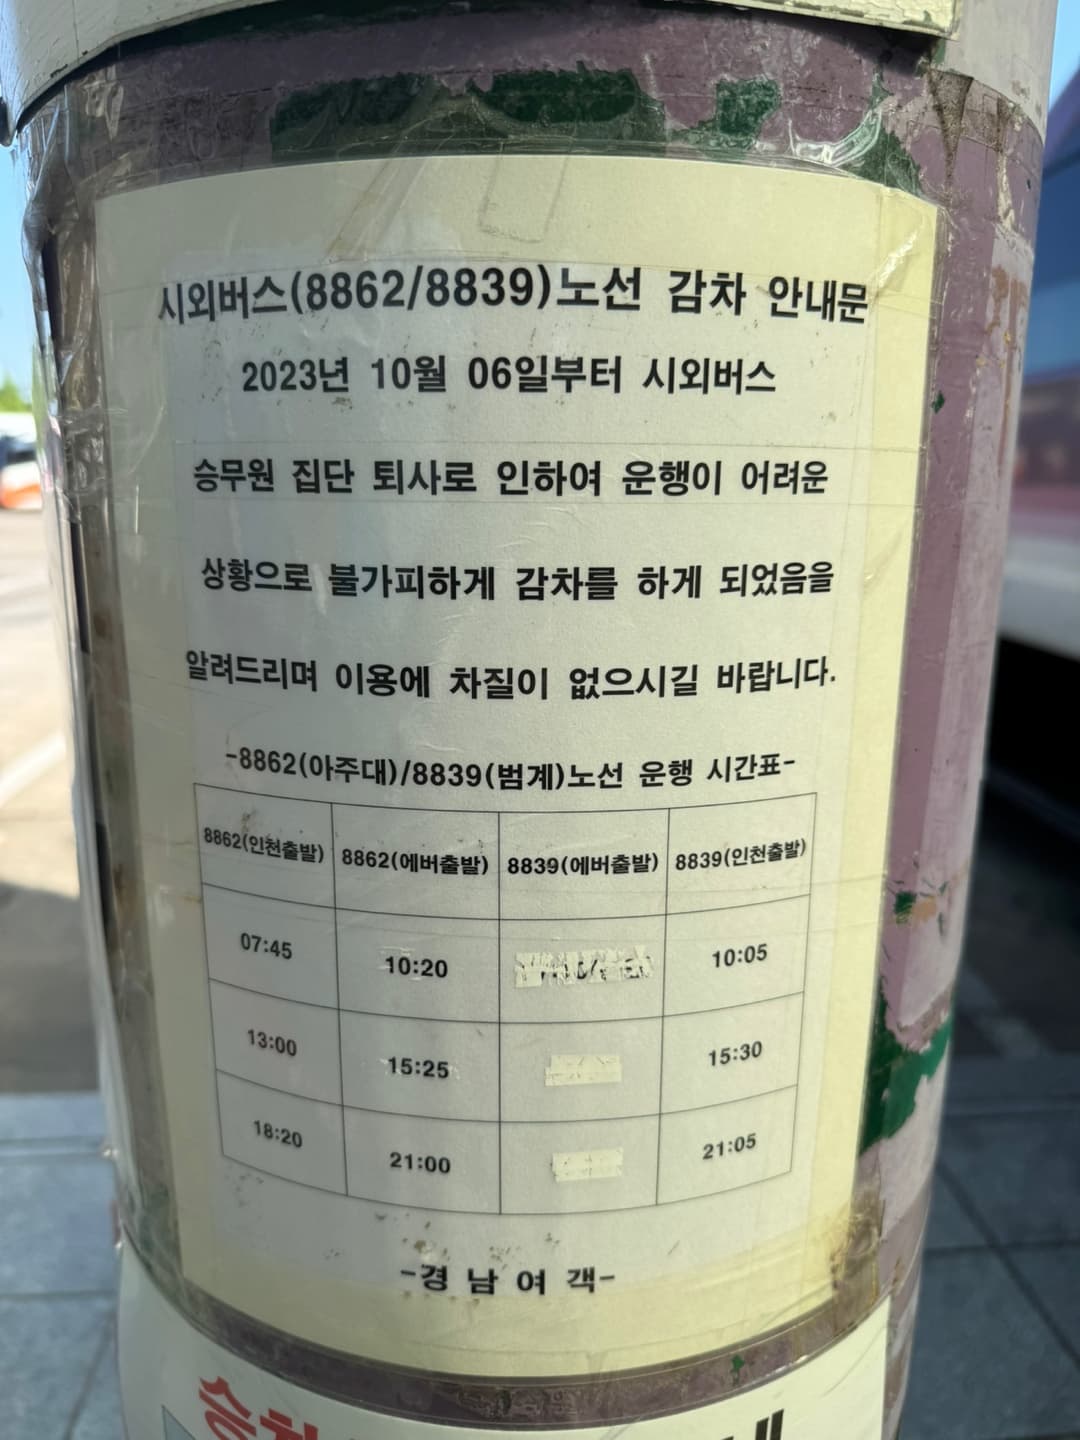 시외버스(8862/8839)노선 감차 안내문
2023년 10월 06일부터 시외버스
승무원 집단 퇴사로 인하여 운행이 어려운
상황으로 불가피하게 감차를 하게 되었음을
알려드리며 이용에 차질이 없으시길 바랍니다.
-8862(아주대)/8839(범계)노선 운행 시간표-
8862(인천출발) 8862(에버출발) 8839(에버출발) 8839(인천출발)
07:45 10:20 10:05
13:00 15:25 15:30
18:20 21:00 21:05
-경 남 여 객-